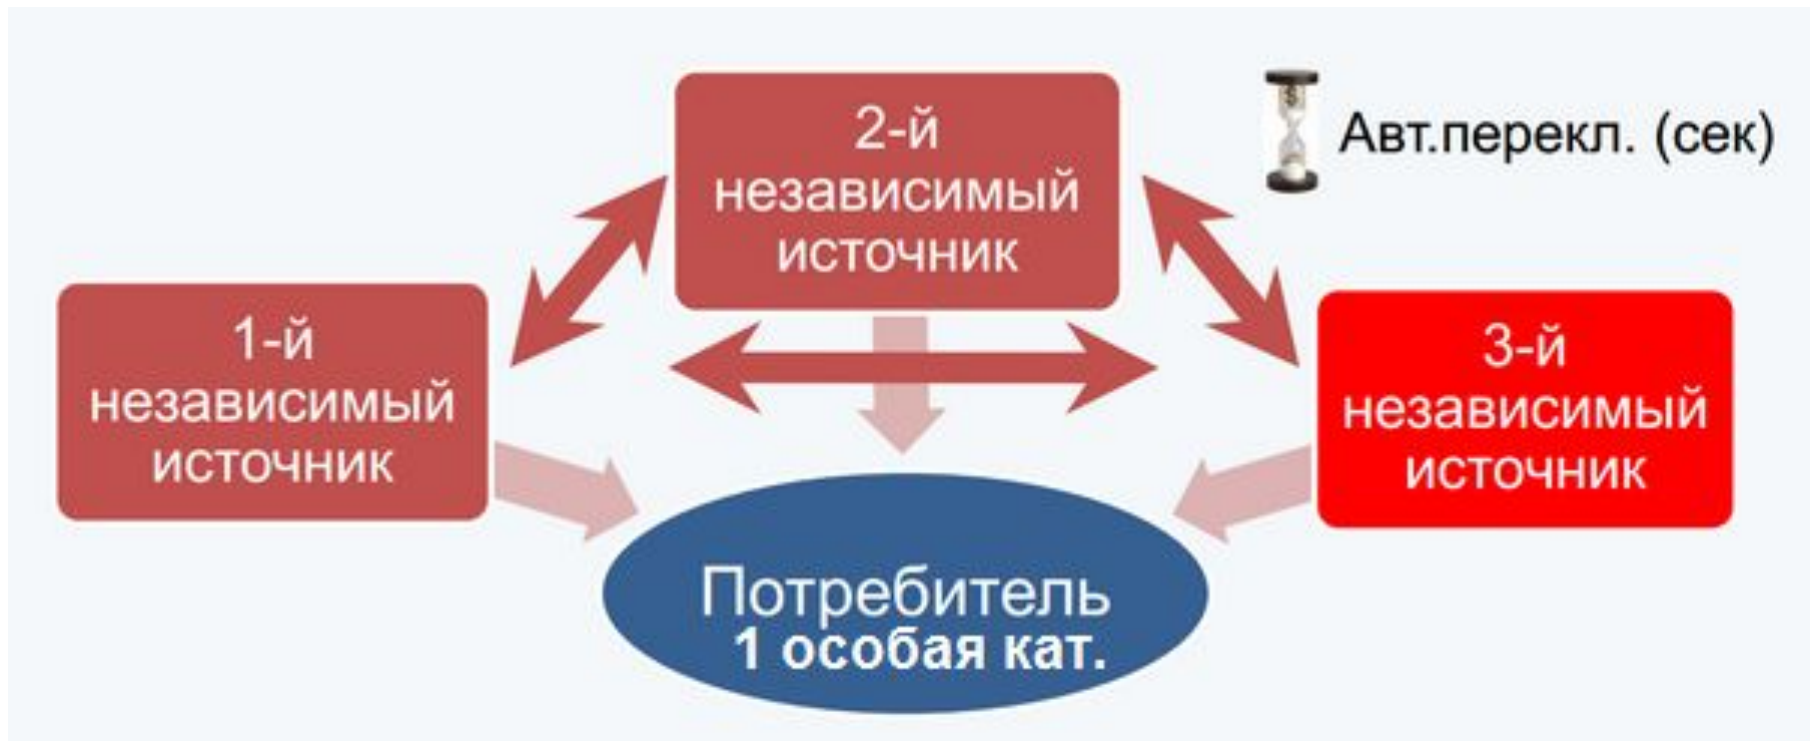 2-й
независимый
источник
Авт.перекл. (сек)
1-й
независимый
источник
3-й
независимый
источник
Потребитель
1 особая кат.